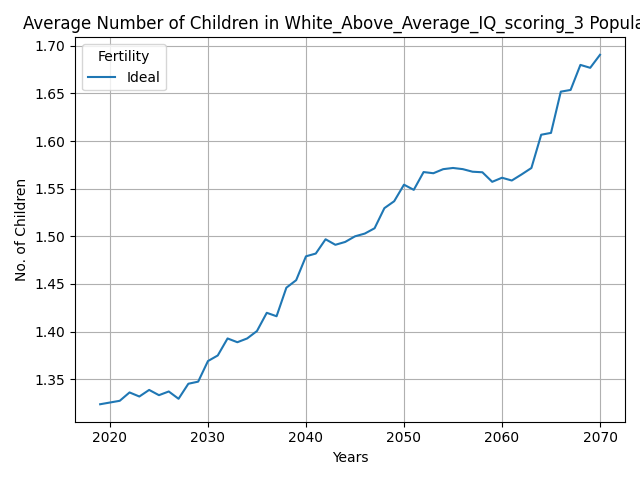 Average Number of Children in White_Above_Average_IQ_scoring_3 Popula
Fertility
Ideal
No. of Children
1.70
1.65
1.60
1.55
1.50
1.45
1.40
1.35
2020 2030 2040 2050 2060 2070
Years